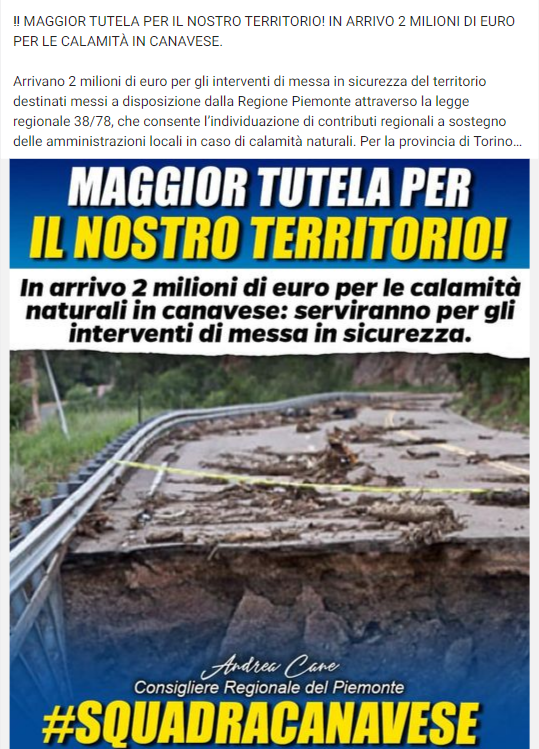 !! MAGGIOR TUTELA PER IL NOSTRO TERRITORIO! IN ARRIVO 2 MILIONI DI EURO
PER LE CALAMITÀ IN CANAVESE.
Arrivano 2 milioni di euro per gli interventi di messa in sicurezza del territorio
destinati messi a disposizione dalla Regione Piemonte attraverso la legge
regionale 38/78, che consente l'individuazione di contributi regionali a sostegno
delle amministrazioni locali in caso di calamità naturali. Per la provincia di Torino...
MAGGIOR TUTELA PER
IL NOSTRO TERRITORIO!
In arrivo 2 milioni di euro per le calamità
naturali in canavese: serviranno per gli
interventi di messa in sicurezza.
Andrea Cane
Consigliere Regionale del Piemonte
#SQUADRACANAVESE